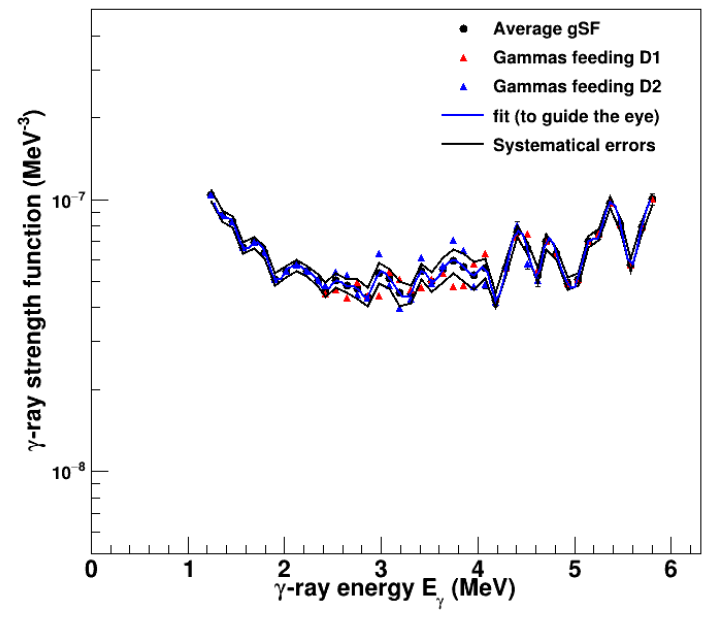 Average gSF
Gammas feeding D1
Gammas feeding D2
fit (to guide the eye)
Systematical errors
γ-ray strength function (MeV⁻³)
10⁻⁷
10⁻⁸
0 1 2 3 4 5 6
γ-ray energy Eᵧ (MeV)